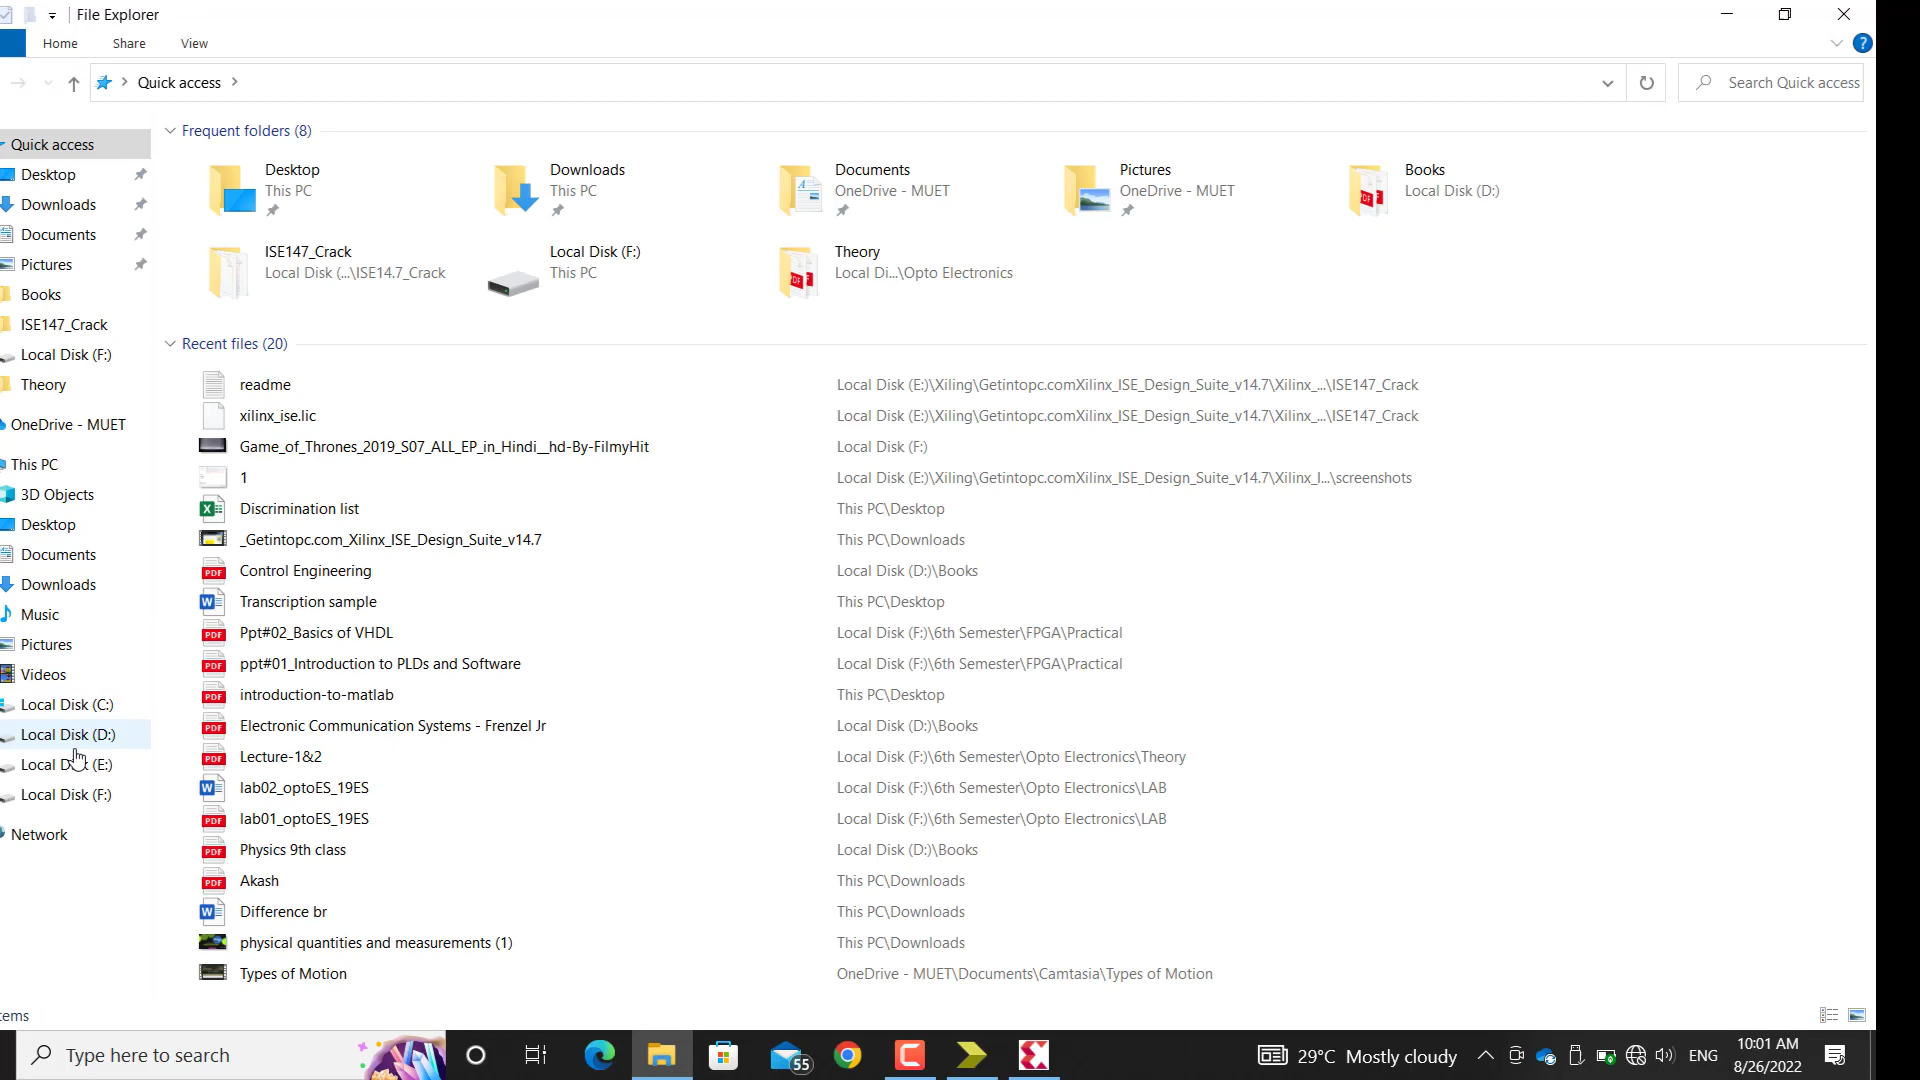 File Explorer
Home Share View
Quick access
Search Quick access
Quick access
Desktop
Downloads
Documents
Pictures
Books
ISE147_Crack
Local Disk (F:)
Theory
OneDrive - MUET
This PC
3D Objects
Desktop
Documents
Downloads
Music
Pictures
Videos
Local Disk (C:)
Local Disk (D:)
Local Disk (E:)
Local Disk (F:)
Network
Frequent folders (8)
Desktop
This PC
Downloads
This PC
Documents
OneDrive - MUET
Pictures
OneDrive - MUET
Books
Local Disk (D:)
ISE147_Crack
Local Disk (...\ISE14.7_Crack
Local Disk (F:)
This PC
Theory
Local Di...\Opto Electronics
Recent files (20)
readme Local Disk (E:)\Xiling\Getintopc.comXilinx_ISE_Design_Suite_v14.7\Xilinx_...\ISE147_Crack
xilinx_ise.lic Local Disk (E:)\Xiling\Getintopc.comXilinx_ISE_Design_Suite_v14.7\Xilinx_...\ISE147_Crack
Game_of_Thrones_2019_S07_ALL_EP_in_Hindi__hd-By-FilmyHit Local Disk (F:)
1 Local Disk (E:)\Xiling\Getintopc.comXilinx_ISE_Design_Suite_v14.7\Xilinx_I...\screenshots
Discrimination list This PC\Desktop
_Getintopc.com_Xilinx_ISE_Design_Suite_v14.7 This PC\Downloads
Control Engineering Local Disk (D:)\Books
Transcription sample This PC\Desktop
Ppt#02_Basics of VHDL Local Disk (F:)\6th Semester\FPGA\Practical
ppt#01_Introduction to PLDs and Software Local Disk (F:)\6th Semester\FPGA\Practical
introduction-to-matlab This PC\Desktop
Electronic Communication Systems - Frenzel Jr Local Disk (D:)\Books
Lecture-1&2 Local Disk (F:)\6th Semester\Opto Electronics\Theory
lab02_optoES_19ES Local Disk (F:)\6th Semester\Opto Electronics\LAB
lab01_optoES_19ES Local Disk (F:)\6th Semester\Opto Electronics\LAB
Physics 9th class Local Disk (D:)\Books
Akash This PC\Downloads
Difference br This PC\Downloads
physical quantities and measurements (1) This PC\Downloads
Types of Motion OneDrive - MUET\Documents\Camtasia\Types of Motion
ems
Type here to search
55
29°C Mostly cloudy
ENG
10:01 AM
8/26/2022